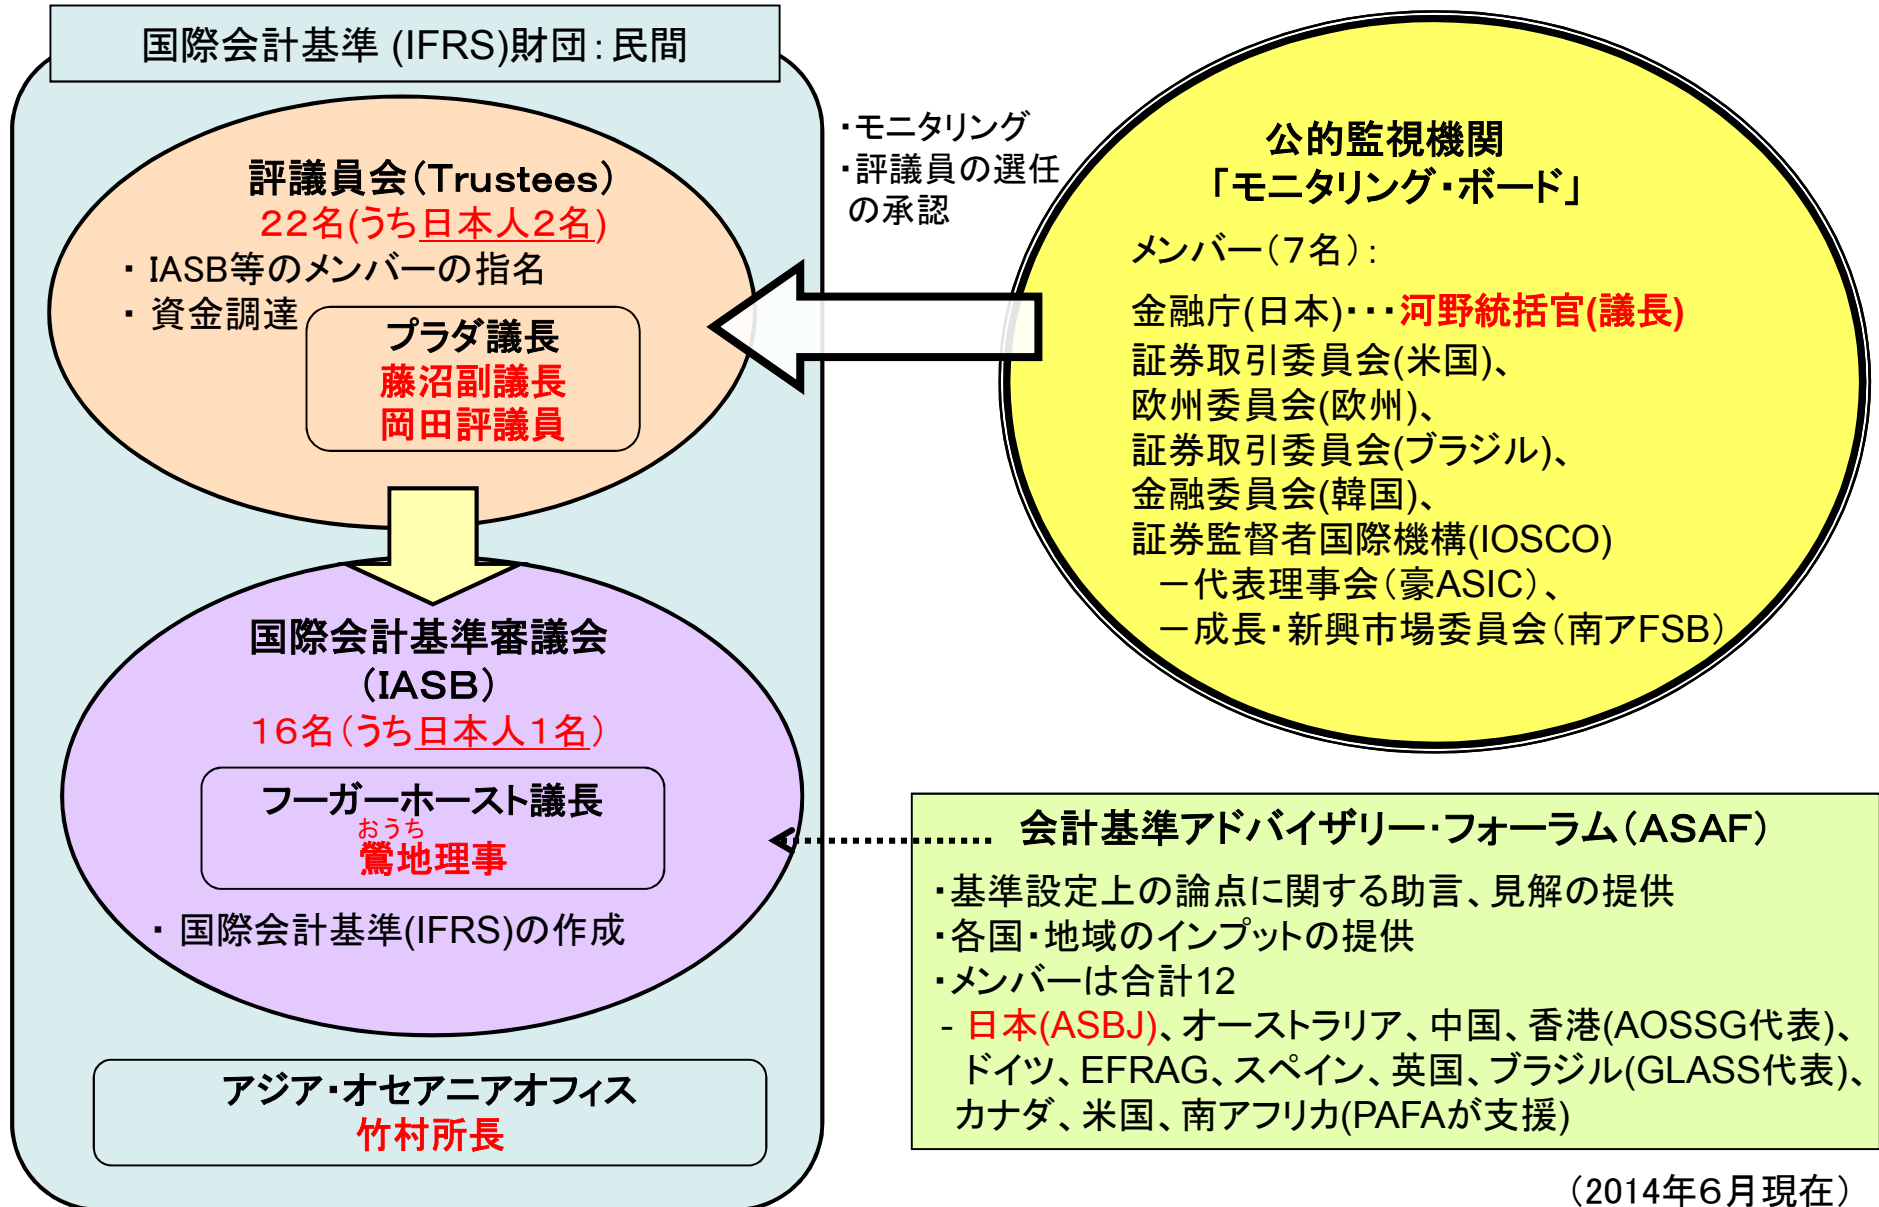 国際会計基準 (IFRS)財団：民間
評議員会（Trustees）
２２名(うち日本人２名)
・ IASB等のメンバーの指名
・ 資金調達
プラダ議長
藤沼副議長
岡田評議員
・モニタリング
・評議員の選任
の承認
公的監視機関
「モニタリング・ボード」
メンバー（７名）：
金融庁(日本)・・・河野統括官(議長)
証券取引委員会(米国)、
欧州委員会(欧州)、
証券取引委員会(ブラジル)、
金融委員会(韓国)、
証券監督者国際機構(IOSCO)
－代表理事会（豪ASIC）、
－成長・新興市場委員会（南アFSB）
国際会計基準審議会
（IASB）
１６名（うち日本人１名）
フーガーホースト議長
おうち
鶯地理事
・ 国際会計基準(IFRS)の作成
アジア・オセアニアオフィス
竹村所長
会計基準アドバイザリー・フォーラム（ASAF）
・基準設定上の論点に関する助言、見解の提供
・各国・地域のインプットの提供
・メンバーは合計12
- 日本(ASBJ)、オーストラリア、中国、香港(AOSSG代表)、
ドイツ、EFRAG、スペイン、英国、ブラジル(GLASS代表)、
カナダ、米国、南アフリカ(PAFAが支援)
（2014年６月現在）